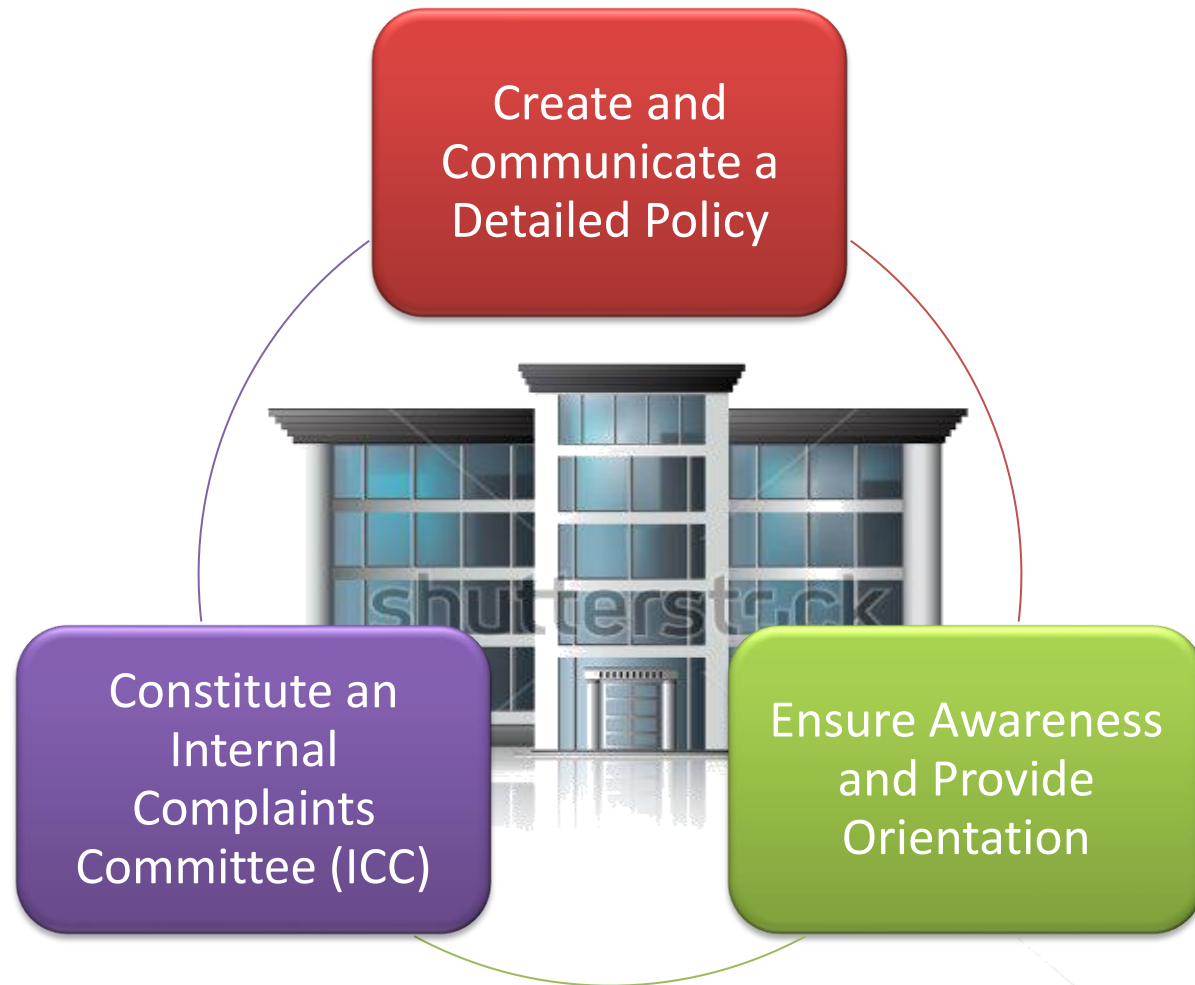 Create and
Communicate a
Detailed Policy
shutterstock
Constitute an
Internal
Complaints
Committee (ICC)
Ensure Awareness
and Provide
Orientation